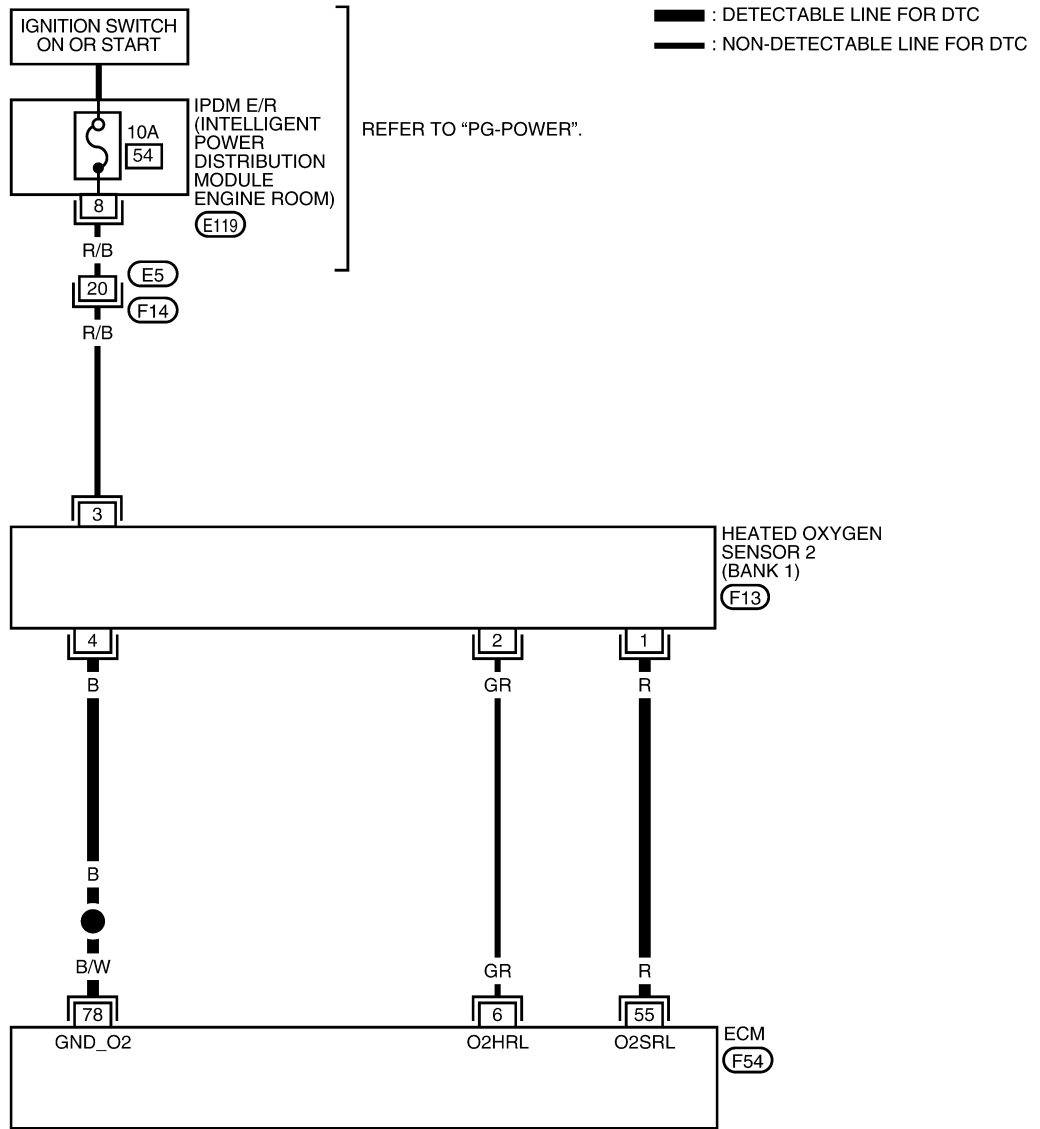 IGNITION SWITCH
ON OR START
: DETECTABLE LINE FOR DTC
: NON-DETECTABLE LINE FOR DTC
10A
54
IPDM E/R
(INTELLIGENT
POWER
DISTRIBUTION
MODULE
ENGINE ROOM)
E119
REFER TO “PG-POWER”.
8
R/B
20
E5
F14
R/B
3
HEATED OXYGEN
SENSOR 2
(BANK 1)
F13
4
2
1
B
GR
R
B
B/W
GR
R
78
6
55
GND_O2
O2HRL
O2SRL
ECM
F54